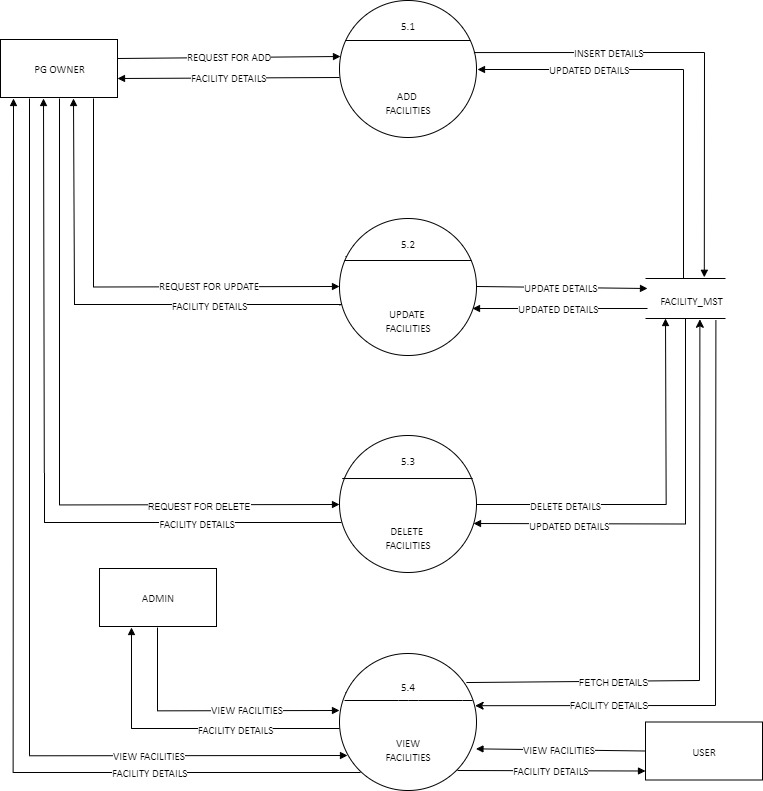 5.1
INSERT DETAILS
REQUEST FOR ADD
PG OWNER
UPDATED DETAILS
FACILITY DETAILS
ADD
FACILITIES
5.2
REQUEST FOR UPDATE
UPDATE DETAILS
FACILITY_MST
FACILITY DETAILS
UPDATED DETAILS
UPDATE
FACILITIES
5.3
REQUEST FOR DELETE
DELETE DETAILS
FACILITY DETAILS
UPDATED DETAILS
DELETE
FACILITIES
ADMIN
FETCH DETAILS
5.4
FACILITY DETAILS
VIEW FACILITIES
FACILITY DETAILS
VIEW
FACILITIES
VIEW FACILITIES
USER
VIEW FACILITIES
FACILITY DETAILS
FACILITY DETAILS